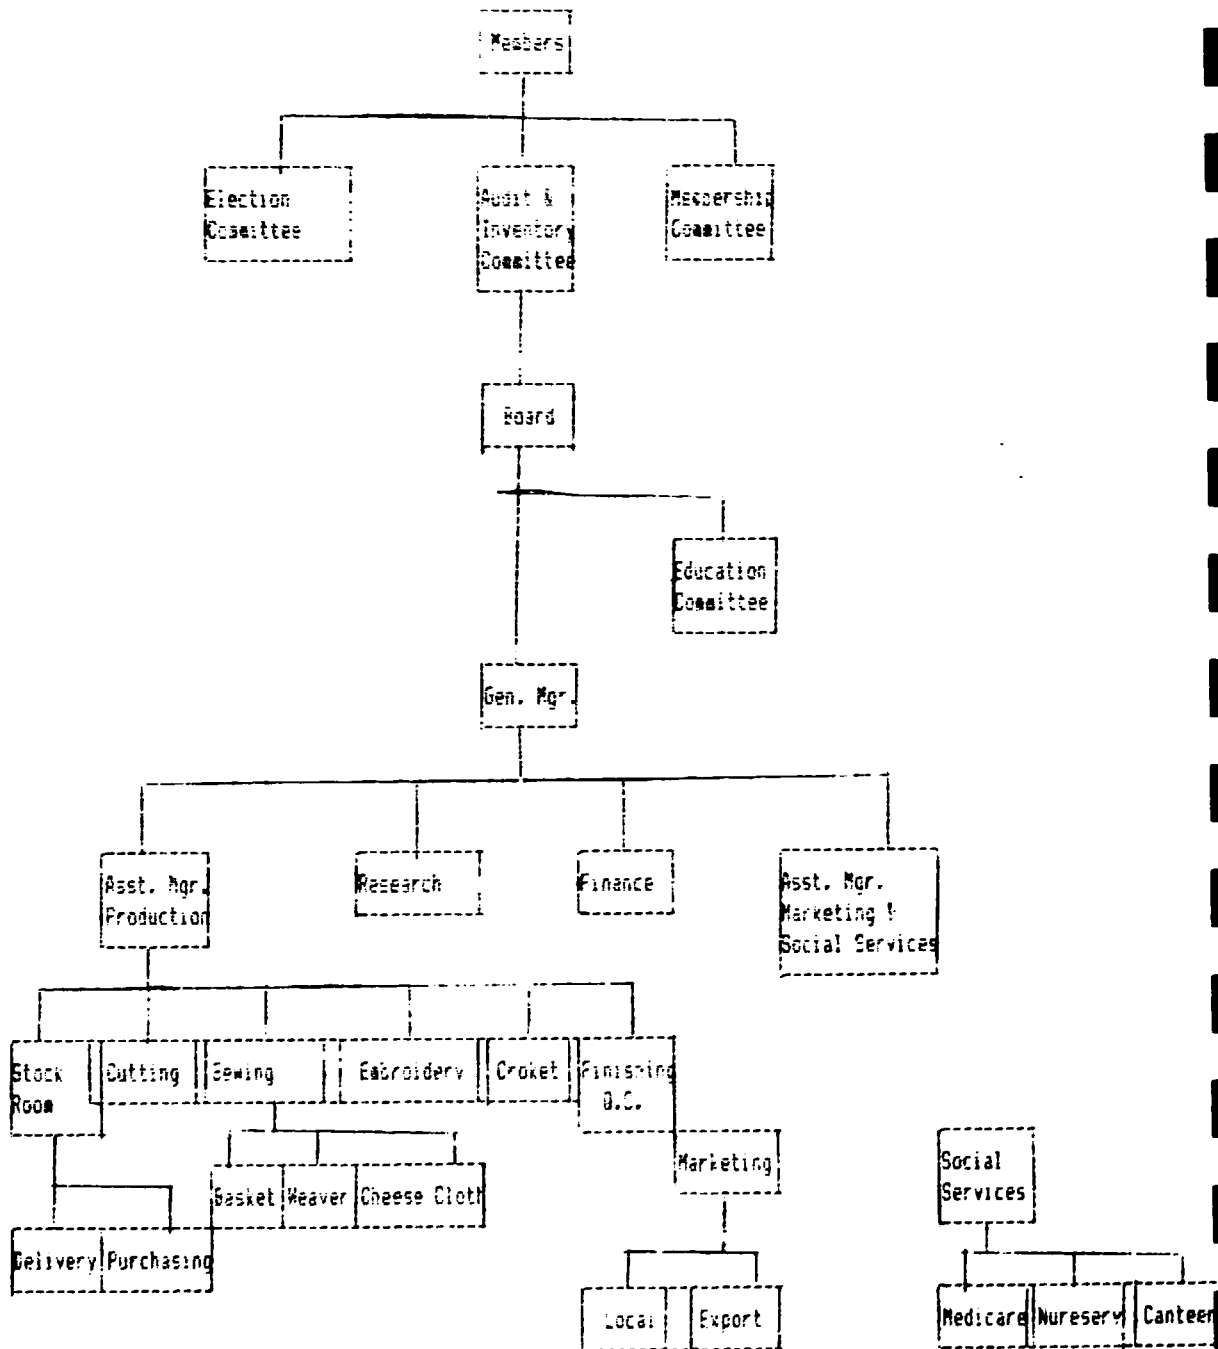 Members
Election
Committee
Audit &
Inventory
Committee
Membership
Committee
Board
Education
Committee
Gen. Mgr.
Asst. Mgr.
Production
Research
Finance
Asst. Mgr.
Marketing &
Social Services
Stock
Room
Cutting
Sewing
Embroidery
Croket
Finishing
Q.C.
Marketing
Social
Services
Basket
Weaver
Cheese Cloth
Delivery
Purchasing
Local
Export
Medicare
Nuresery
Canteen